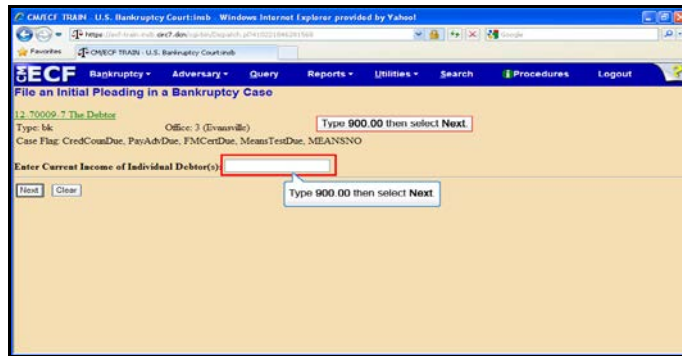 CM/ECF TRAIN - U.S. Bankruptcy Court:insb - Windows Internet Explorer provided by Yahoo!
Google
Favorites CM/ECF TRAIN - U.S. Bankruptcy Court:insb
ECF Bankruptcy Adversary Query Reports Utilities Search Procedures Logout
File an Initial Pleading in a Bankruptcy Case
12-70009-7 The Debtor
Type: bk Office: 3 (Evansville) Type 900.00 then select Next.
Case Flag: CredCounDue, PayAdvDue, FMCertDue, MeansTestDue, MEANSNO
Enter Current Income of Individual Debtor(s):
Next Clear Type 900.00 then select Next.